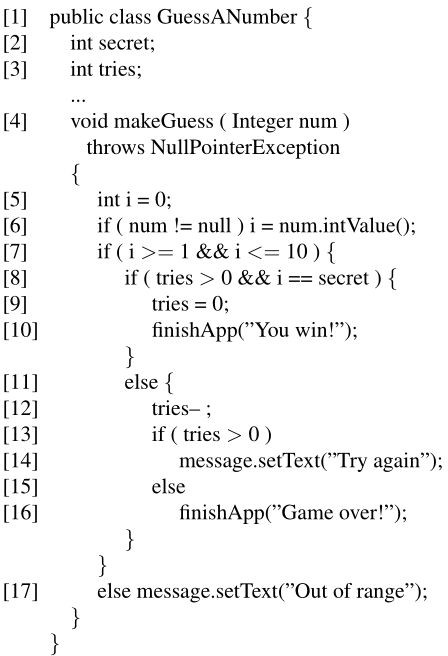 [1] public class GuessANumber {
[2] int secret;
[3] int tries;
...
[4] void makeGuess ( Integer num )
throws NullPointerException
{
[5] int i = 0;
[6] if ( num != null ) i = num.intValue();
[7] if ( i >= 1 && i <= 10 ) {
[8] if ( tries > 0 && i == secret ) {
[9] tries = 0;
[10] finishApp(”You win!”);
}
[11] else {
[12] tries– ;
[13] if ( tries > 0 )
[14] message.setText(”Try again”);
[15] else
[16] finishApp(”Game over!”);
}
}
[17] else message.setText(”Out of range”);
}
}